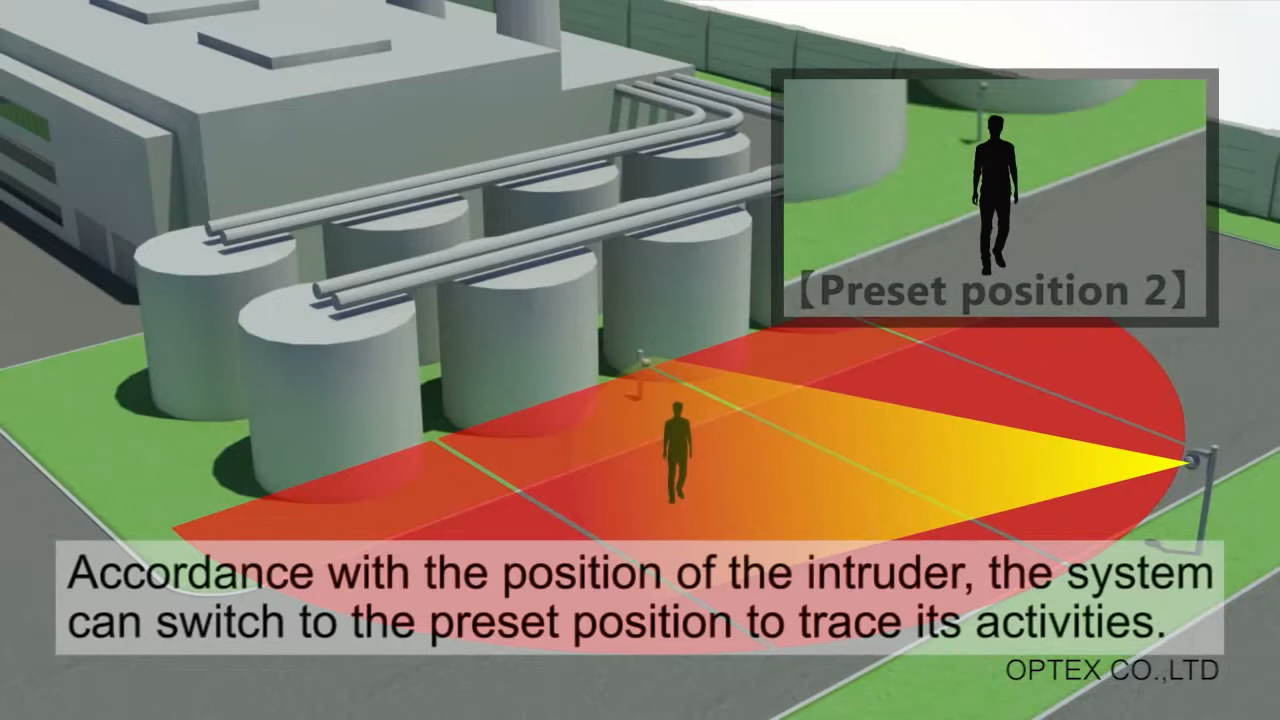 【Preset position 2】
Accordance with the position of the intruder, the system
can switch to the preset position to trace its activities.
OPTEX CO.,LTD